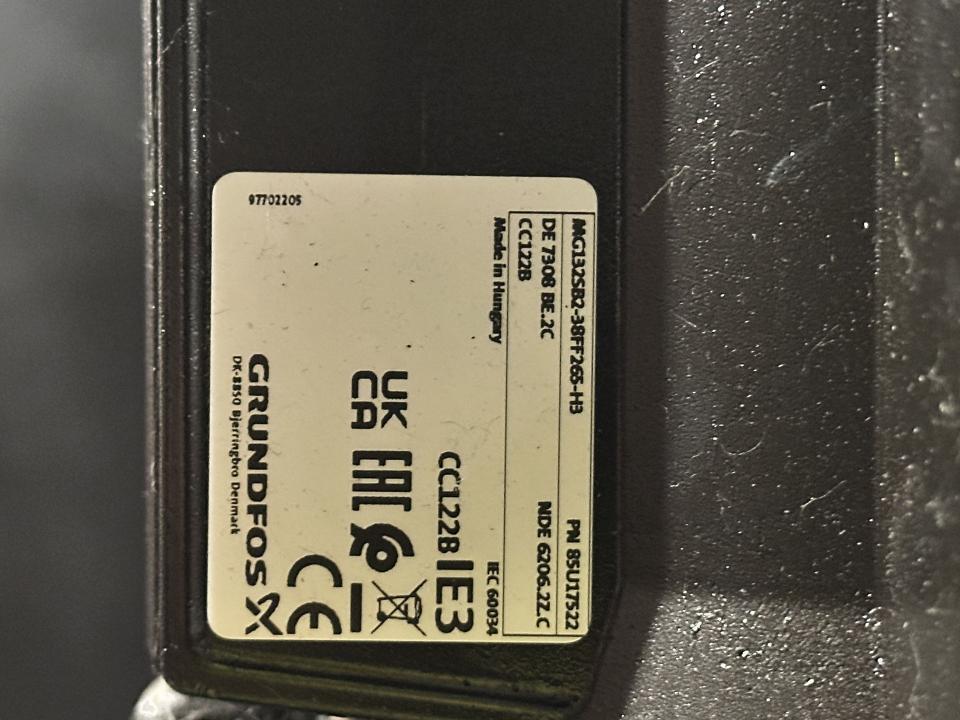 MG132SB2-38FF265-H3 PN 85U17522
DE 7308 BE.2C NDE 6206.2Z.C
CC122B
Made in Hungary IEC 60034
CC122B IE3
UK
CA
EAC
CE
GRUNDFOS
DK-8850 Bjerringbro Denmark
97702205